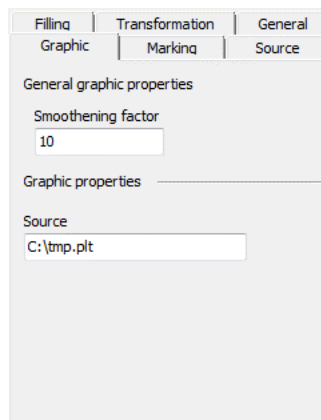 Filling Transformation General
Graphic Marking Source
General graphic properties
Smoothening factor
10
Graphic properties
Source
C:\tmp.plt